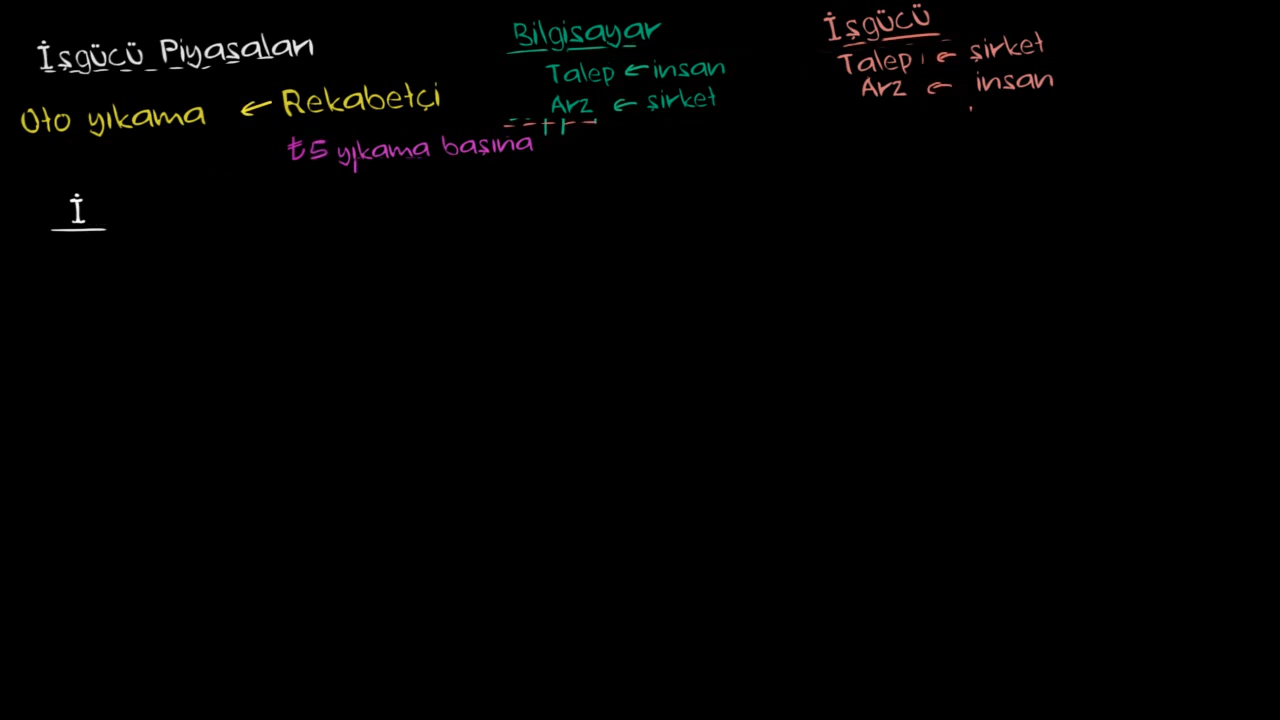 İşgücü Piyasaları
Oto yıkama ← Rekabetçi
₺5 yıkama başına
Bilgisayar
Talep ← insan
Arz ← şirket
İşgücü
Talep ← şirket
Arz ← insan
İ